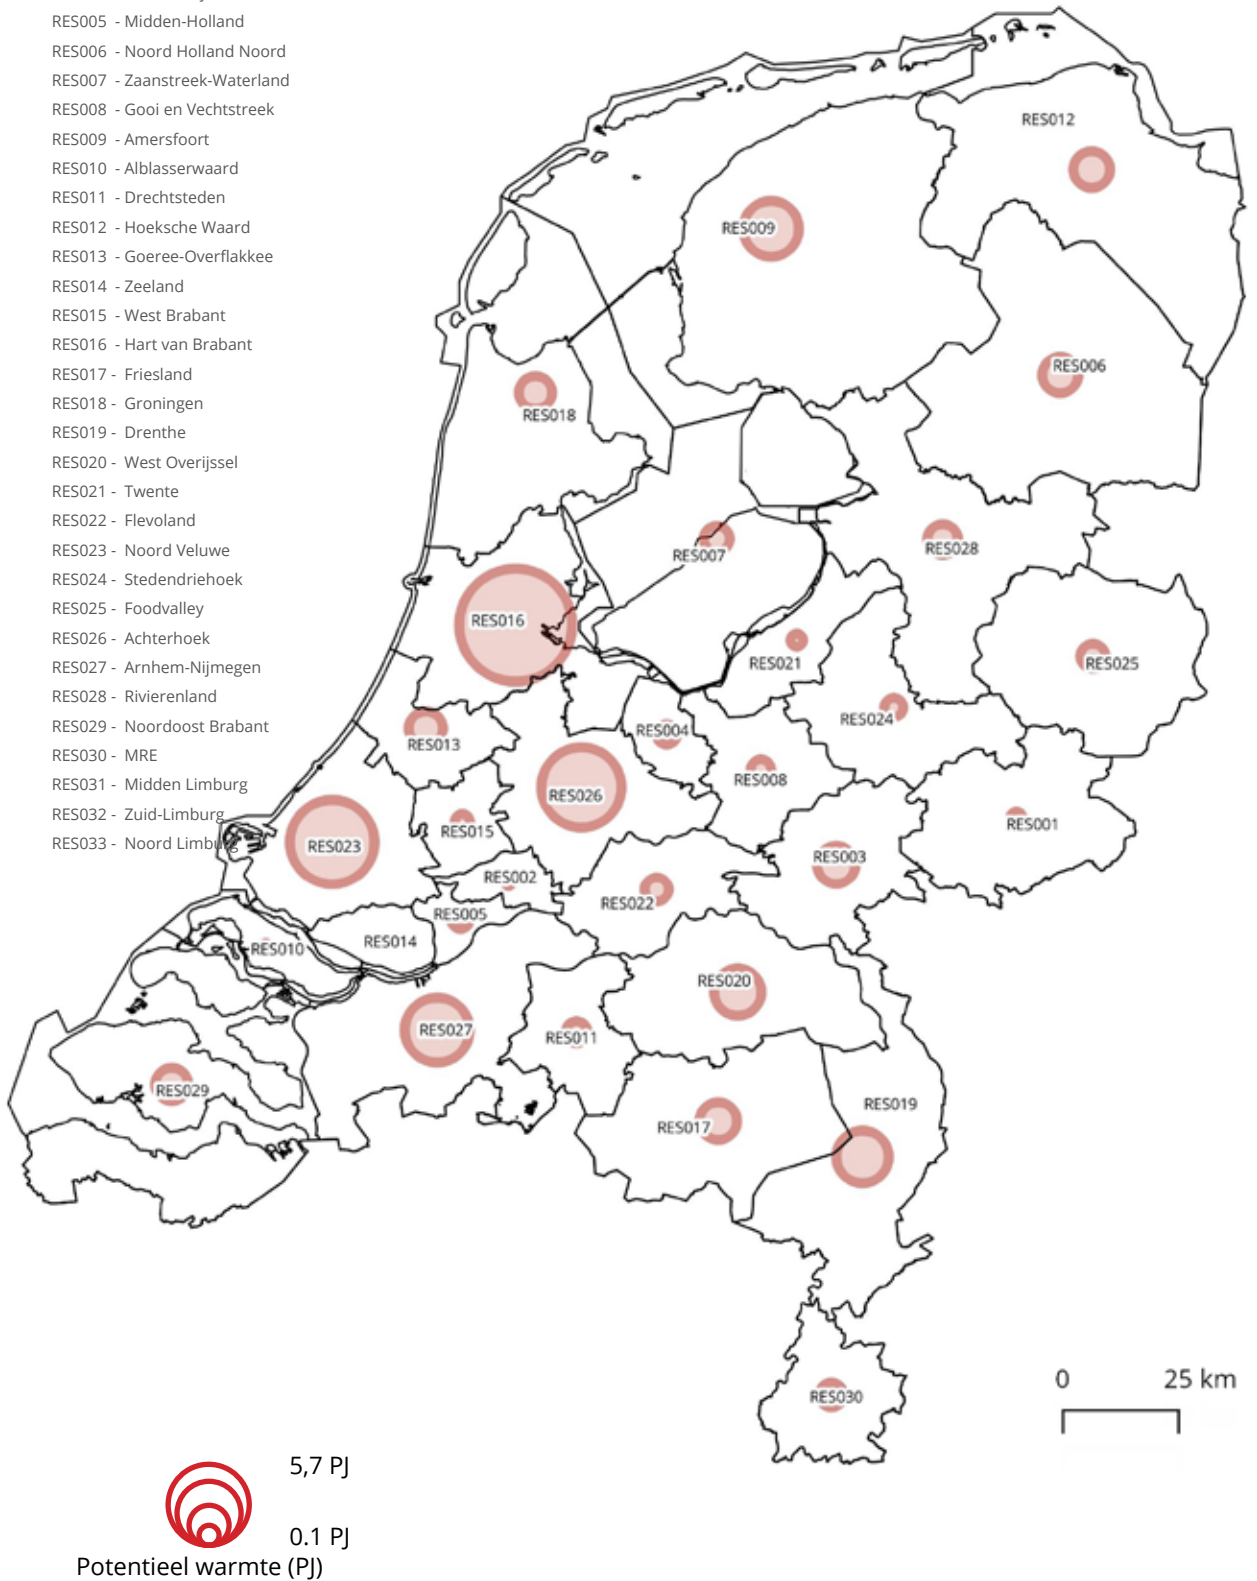 RES005 - Midden-Holland
RES006 - Noord Holland Noord
RES007 - Zaanstreek-Waterland
RES008 - Gooi en Vechtstreek
RES009 - Amersfoort
RES010 - Alblasserwaard
RES011 - Drechtsteden
RES012 - Hoeksche Waard
RES013 - Goeree-Overflakkee
RES014 - Zeeland
RES015 - West Brabant
RES016 - Hart van Brabant
RES017 - Friesland
RES018 - Groningen
RES019 - Drenthe
RES020 - West Overijssel
RES021 - Twente
RES022 - Flevoland
RES023 - Noord Veluwe
RES024 - Stedendriehoek
RES025 - Foodvalley
RES026 - Achterhoek
RES027 - Arnhem-Nijmegen
RES028 - Rivierenland
RES029 - Noordoost Brabant
RES030 - MRE
RES031 - Midden Limburg
RES032 - Zuid-Limburg
RES033 - Noord Limburg
RES012
RES009
RES006
RES018
RES007
RES028
RES016
RES021
RES025
RES024
RES004
RES013
RES008
RES026
RES001
RES015
RES023
RES003
RES002
RES022
RES005
RES014
RES010
RES020
RES027
RES011
RES029
RES019
RES017
RES030
0 25 km
5,7 PJ
0.1 PJ
Potentieel warmte (PJ)